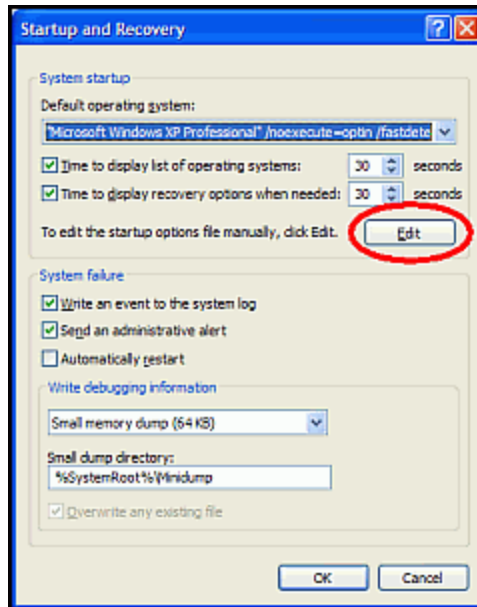 Startup and Recovery
System startup
Default operating system:
"Microsoft Windows XP Professional" /noexecute=optin /fastdete
Time to display list of operating systems: 30 seconds
Time to display recovery options when needed: 30 seconds
To edit the startup options file manually, click Edit. Edit
System failure
Write an event to the system log
Send an administrative alert
Automatically restart
Write debugging information
Small memory dump (64 KB)
Small dump directory:
%SystemRoot%\Minidump
Overwrite any existing file
OK Cancel